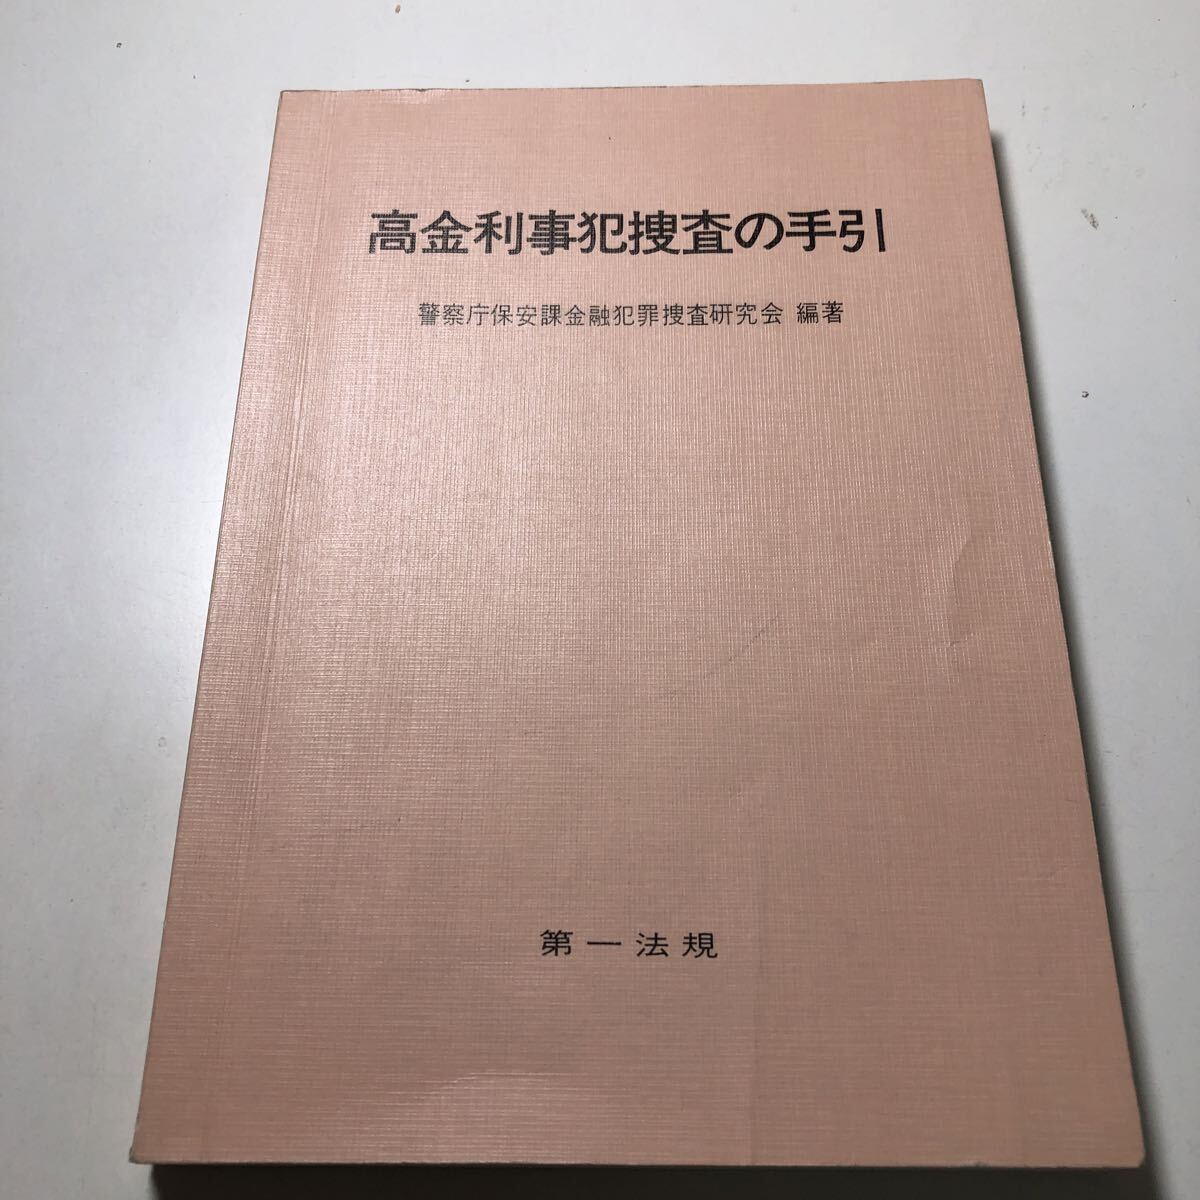 高金利事犯捜査の手引
警察庁保安課金融犯罪捜査研究会 編著
第一法規